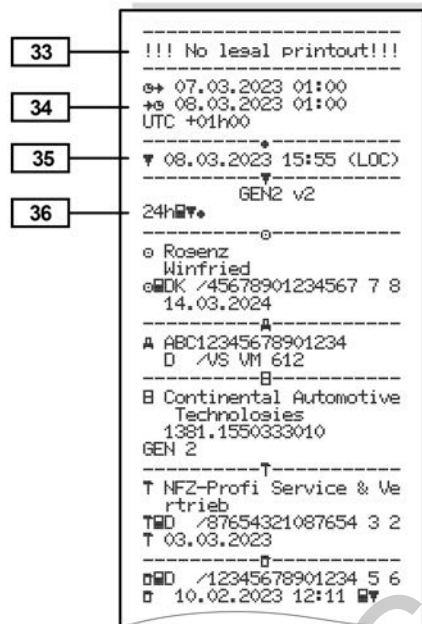 33
!!! No legal printout!!!
34
07.03.2023 01:00
08.03.2023 01:00
UTC +01h00
35
▼ 08.03.2023 15:55 (LOC)
GEN2 v2
36
24h
Rogenz
Winfried
DK /45678901234567 7 8
14.03.2024
A ABC12345678901234
D /VS VM 612
B Continental Automotive
Technologies
1381.1550333010
GEN 2
T NFZ-Profi Service & Ve
rtrieb
T D /87654321087654 3 2
T 03.03.2023
D /12345678901234 5 6
10.02.2023 12:11 ▼